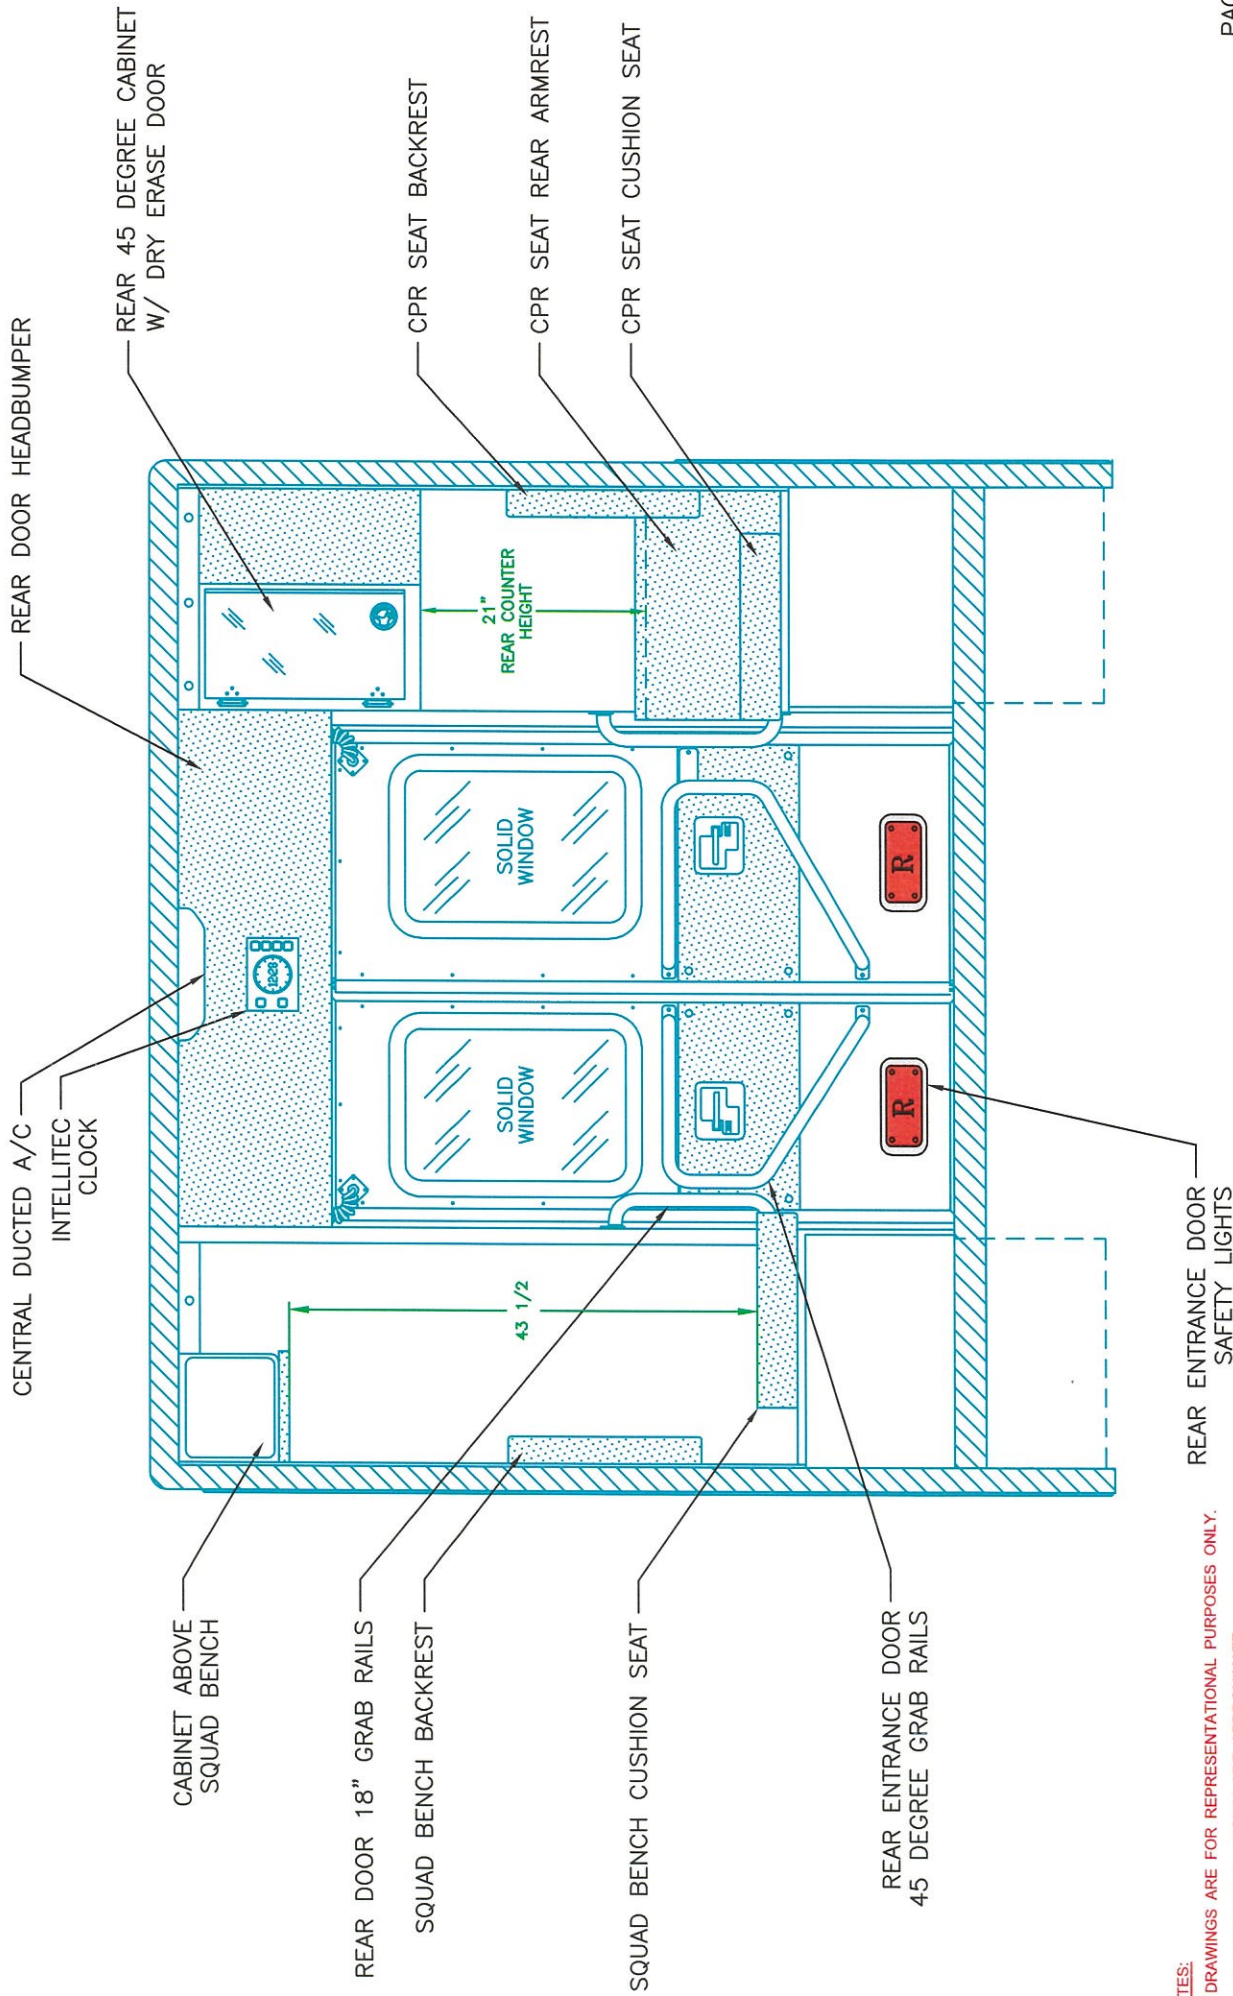 CENTRAL DUCTED A/C
INTELLITEC
CLOCK
REAR DOOR HEADBUMPER
REAR 45 DEGREE CABINET
W/ DRY ERASE DOOR
CABINET ABOVE
SQUAD BENCH
REAR DOOR 18" GRAB RAILS
SQUAD BENCH BACKREST
SQUAD BENCH CUSHION SEAT
REAR ENTRANCE DOOR
45 DEGREE GRAB RAILS
43 1/2
SOLID
WINDOW
SOLID
WINDOW
21"
REAR COUNTER
HEIGHT
R
R
CPR SEAT BACKREST
CPR SEAT REAR ARMREST
CPR SEAT CUSHION SEAT
REAR ENTRANCE DOOR
SAFETY LIGHTS
TES:
DRAWINGS ARE FOR REPRESENTATIONAL PURPOSES ONLY.